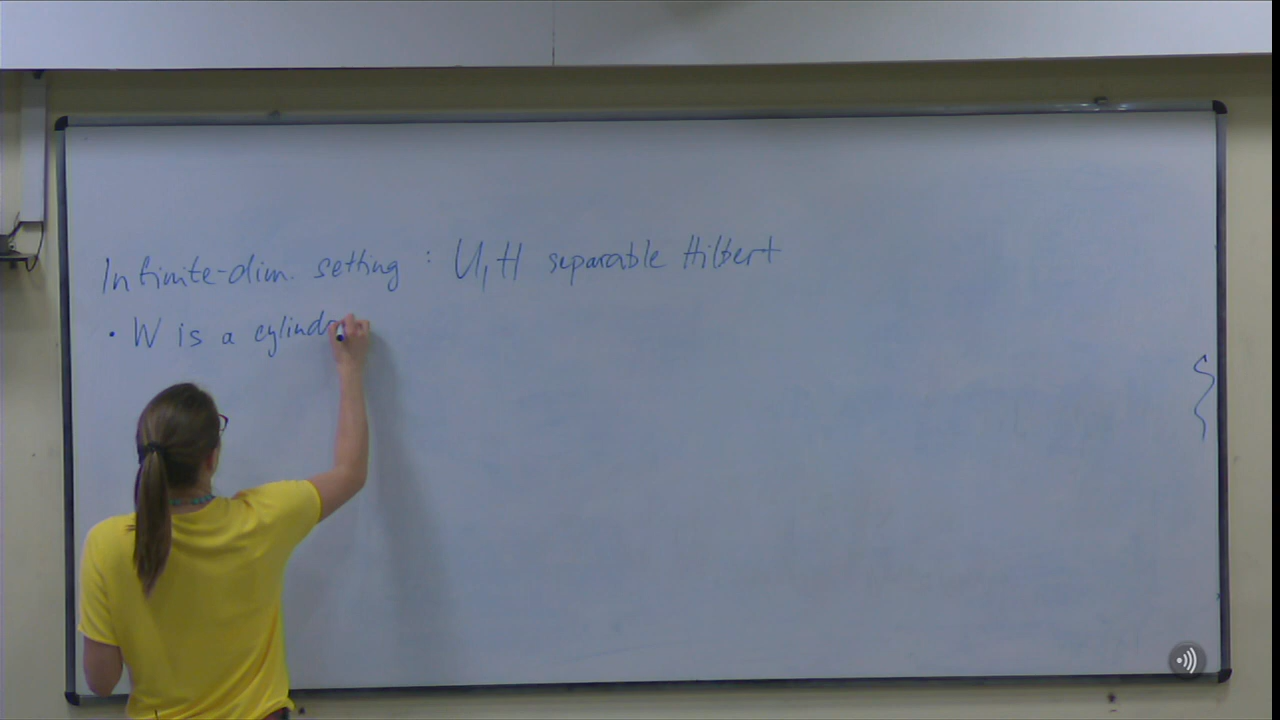 Infinite-dim. setting : U, H separable Hilbert
• W is a cylind